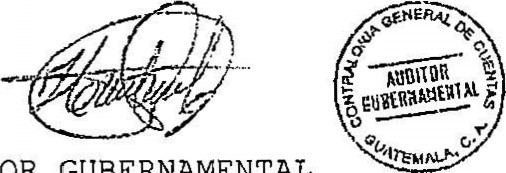 CONTRALORIA GENERAL DE CUENTAS
AUDITOR
GUBERNAMENTAL
GUATEMALA, C. A.
OR GUBERNAMENTAL